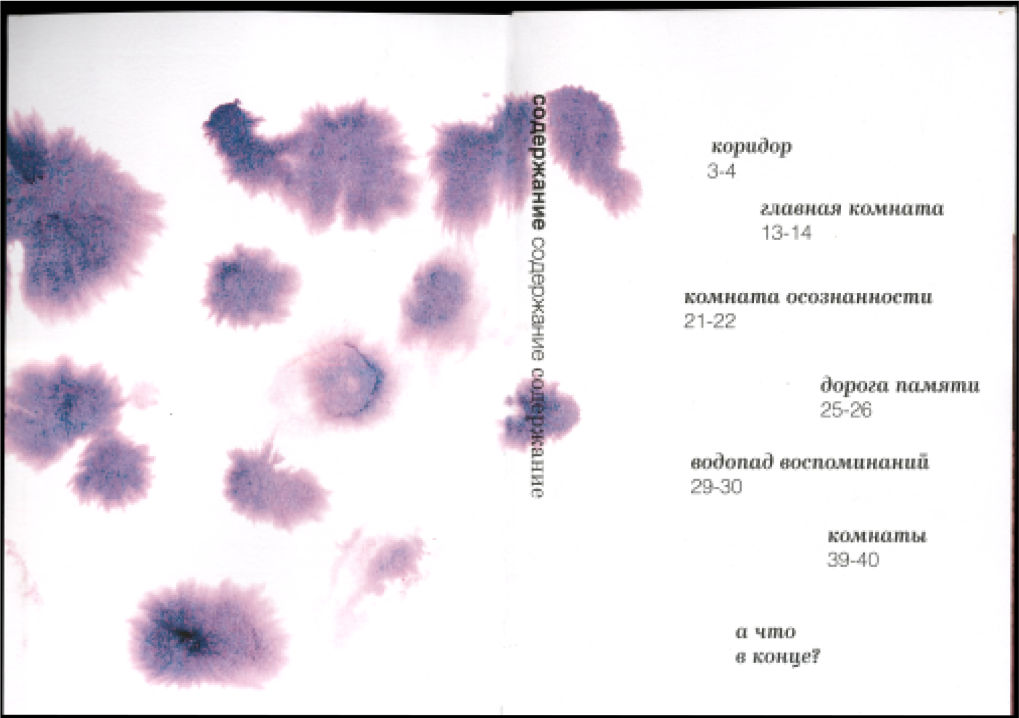 содержание содержание содержание
коридор
3-4
главная комната
13-14
комната осознанности
21-22
дорога памяти
25-26
водопад воспоминаний
29-30
комнаты
39-40
а что
в конце?